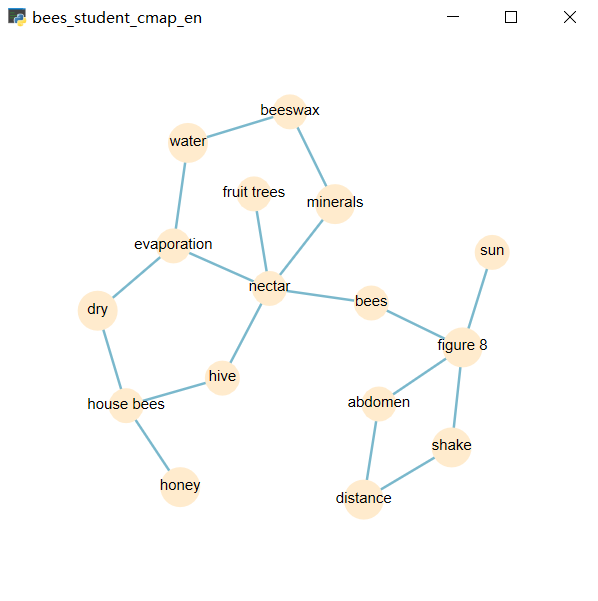 bees_student_cmap_en
beeswax
water
fruit trees
minerals
evaporation
sun
nectar
bees
dry
figure 8
hive
house bees
abdomen
shake
honey
distance